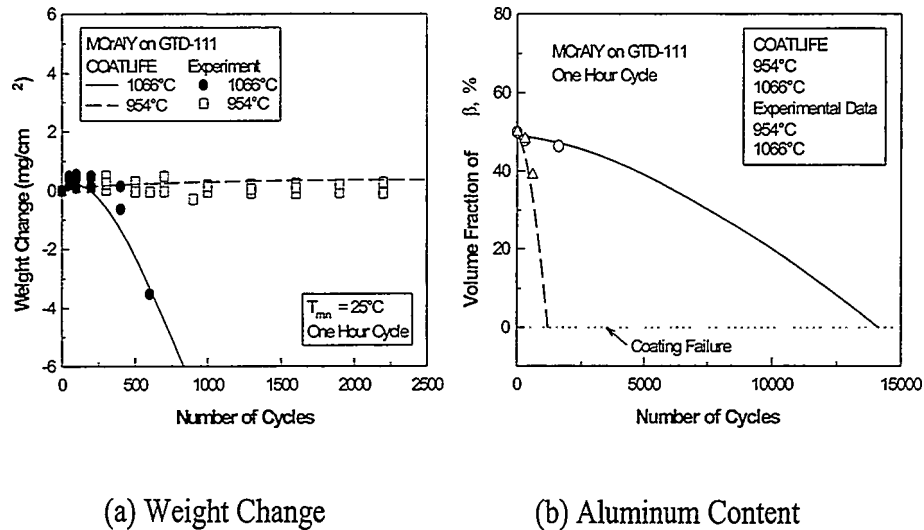 MCrAlY on GTD-111
COATLIFE Experiment
1066°C 1066°C
954°C 954°C
6
4
2
0
-2
-4
-6
Weight Change (mg/cm
2)
T = 25°C
One Hour Cycle
0 500 1000 1500 2000 2500
Number of Cycles
(a) Weight Change
80
60
40
20
0
Volume Fraction of β, %
MCrAlY on GTD-111
One Hour Cycle
COATLIFE
954°C
1066°C
Experimental Data
954°C
1066°C
Coating Failure
0 5000 10000 15000
Number of Cycles
(b) Aluminum Content